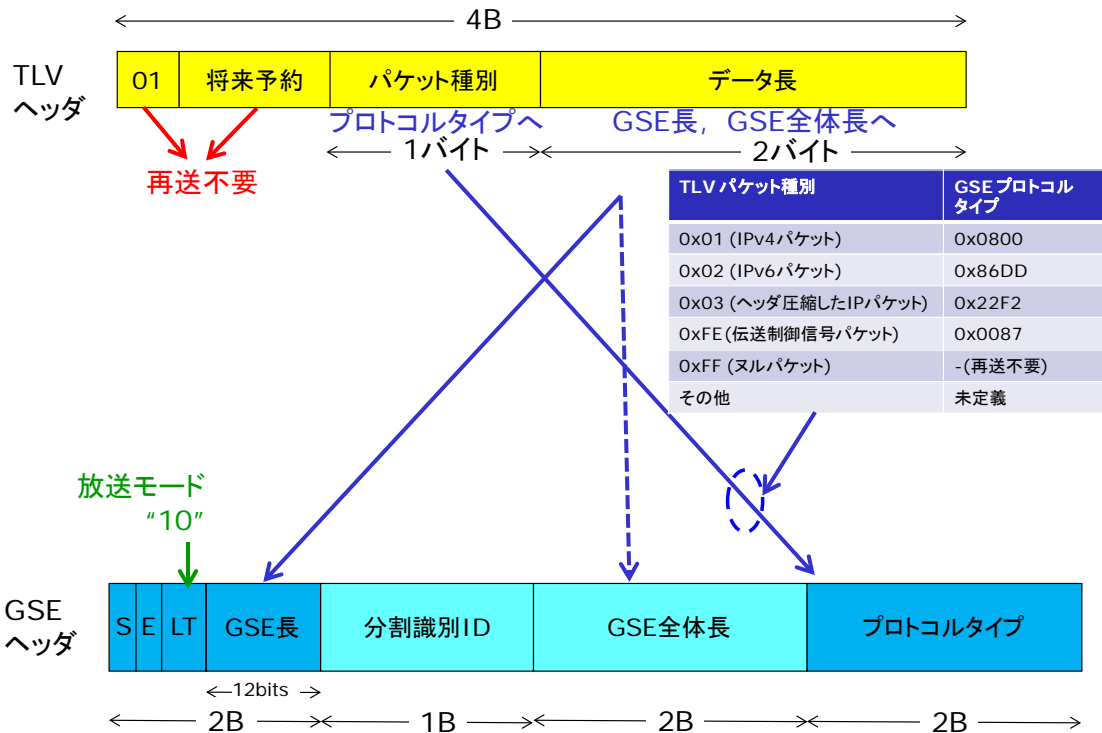 4B
TLV
ヘッダ
01
将来予約
パケット種別
データ長
プロトコルタイプへ
GSE長，GSE全体長へ
1バイト
2バイト
再送不要
TLV パケット種別
GSE プロトコル
タイプ
0x01 (IPv4パケット)
0x0800
0x02 (IPv6パケット)
0x86DD
0x03 (ヘッダ圧縮したIPパケット)
0x22F2
0xFE(伝送制御信号パケット)
0x0087
0xFF (ヌルパケット)
-(再送不要)
その他
未定義
放送モード
“10”
GSE
ヘッダ
S
E
LT
GSE長
分割識別ID
GSE全体長
プロトコルタイプ
12bits
2B
1B
2B
2B